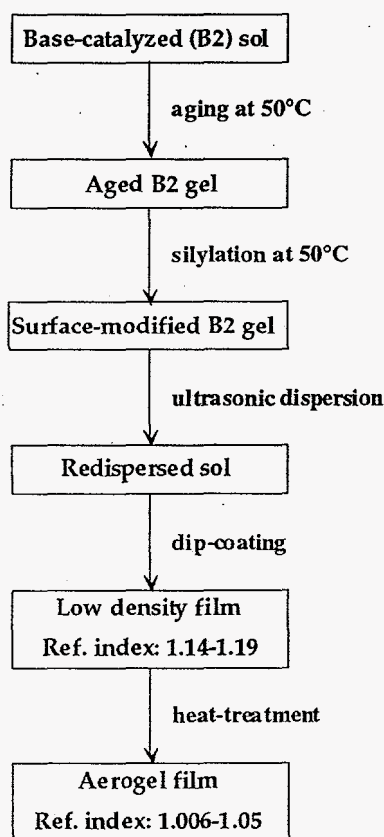 Base-catalyzed (B2) sol
aging at 50°C
Aged B2 gel
silylation at 50°C
Surface-modified B2 gel
ultrasonic dispersion
Redispersed sol
dip-coating
Low density film
Ref. index: 1.14-1.19
heat-treatment
Aerogel film
Ref. index: 1.006-1.05